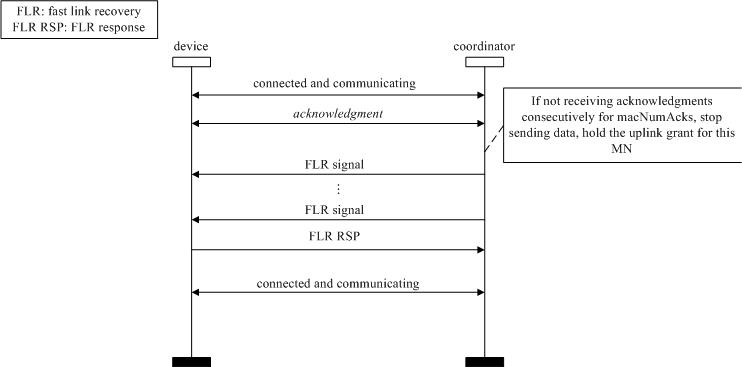 FLR: fast link recovery
FLR RSP: FLR response
device
coordinator
connected and communicating
acknowledgment
If not receiving acknowledgments
consecutively for macNumAcks, stop
sending data, hold the uplink grant for this
MN
FLR signal
⋮
FLR signal
FLR RSP
connected and communicating